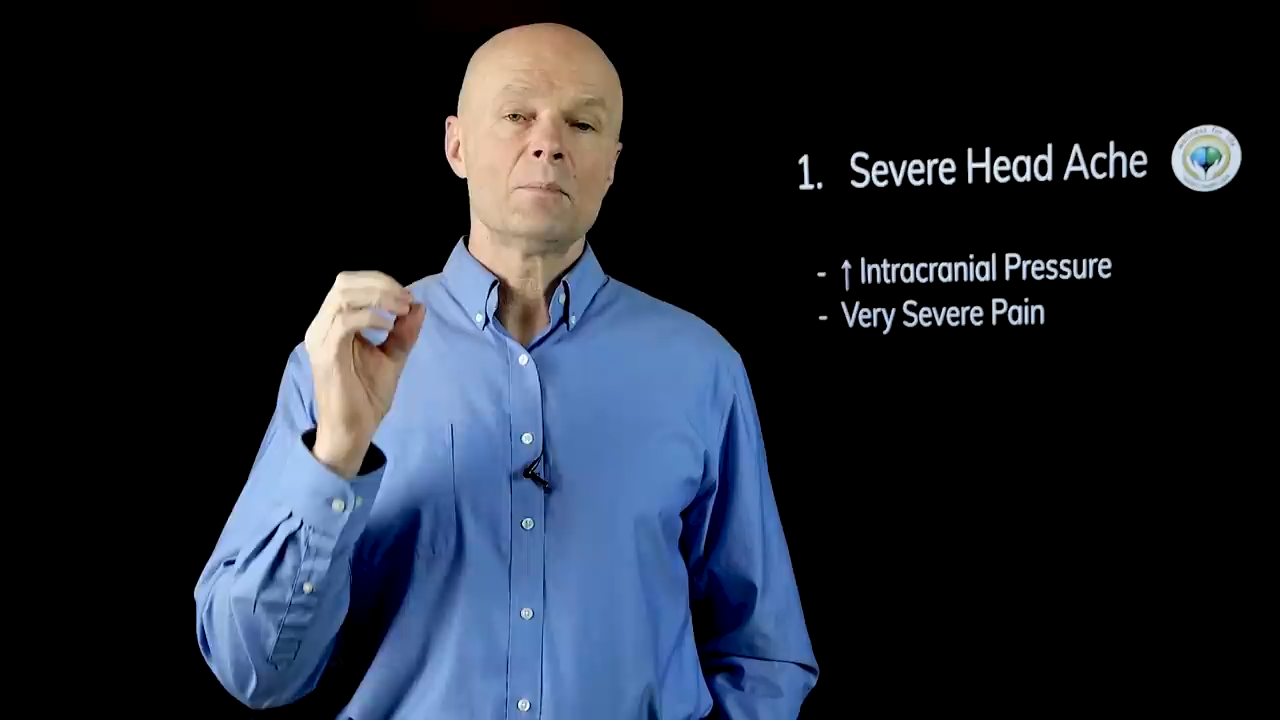 1. Severe Head Ache
- ↑ Intracranial Pressure
- Very Severe Pain